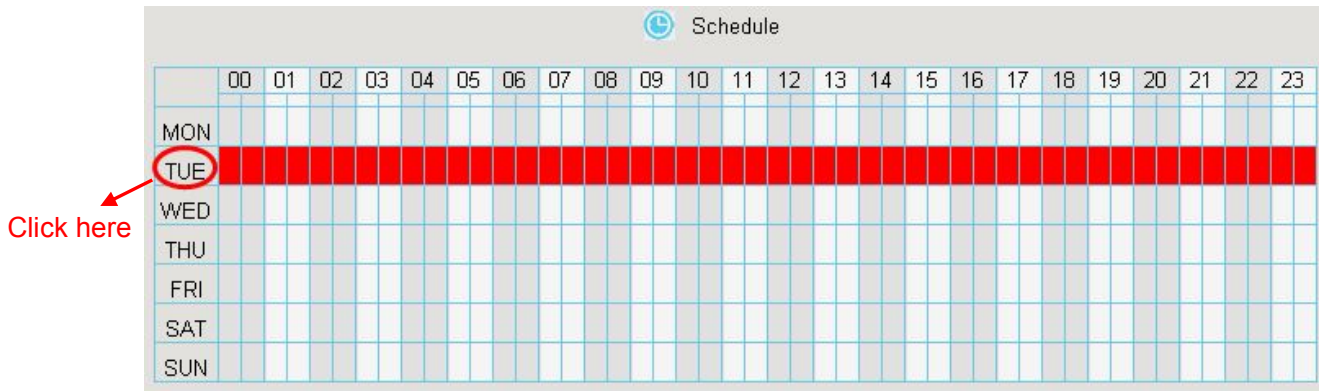 Schedule
00 01 02 03 04 05 06 07 08 09 10 11 12 13 14 15 16 17 18 19 20 21 22 23
MON
TUE
WED
Click here
THU
FRI
SAT
SUN